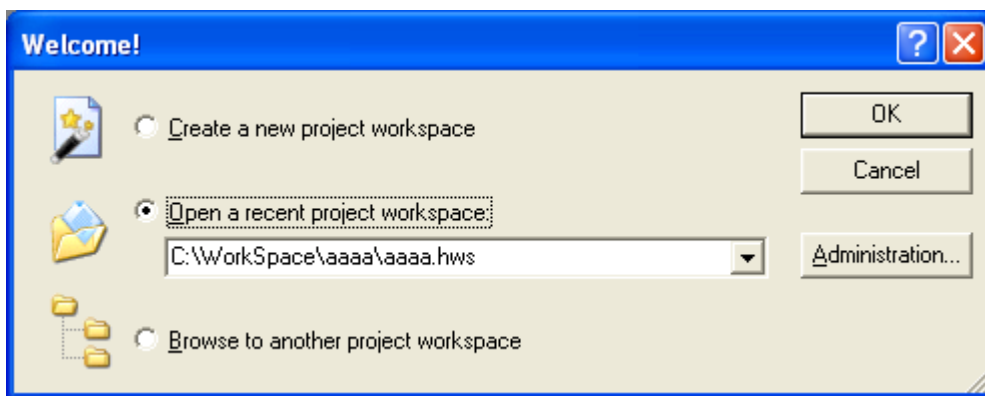 Welcome!
Create a new project workspace
OK
Cancel
Open a recent project workspace:
C:\WorkSpace\aaaa\aaaa.hws
Administration...
Browse to another project workspace